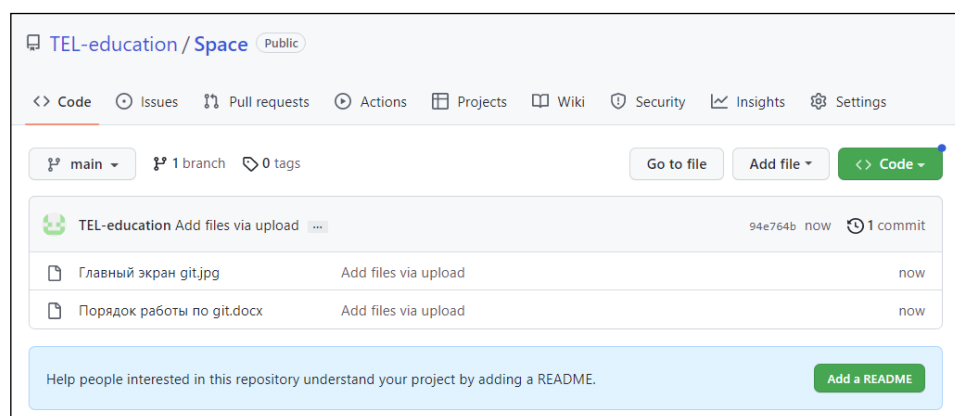 TEL-education / Space Public
Code Issues Pull requests Actions Projects Wiki Security Insights Settings
main 1 branch 0 tags Go to file Add file Code
TEL-education Add files via upload ... 94e764b now 1 commit
Главный экран git.jpg Add files via upload now
Порядок работы по git.docx Add files via upload now
Help people interested in this repository understand your project by adding a README. Add a README